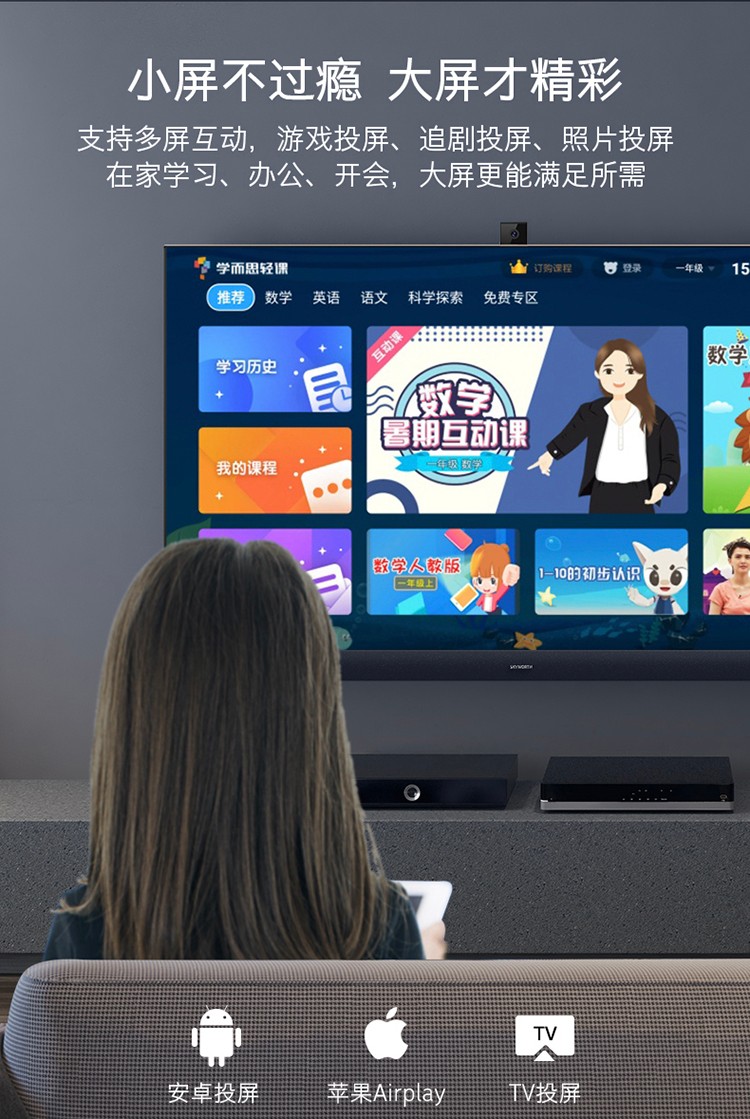 小屏不过瘾 大屏才精彩
支持多屏互动，游戏投屏、追剧投屏、照片投屏
在家学习、办公、开会，大屏更能满足所需
学而思轻课
订购课程
登录
一年级
15
推荐 数学 英语 语文 科学探索 免费专区
学习历史
互动课
数学
暑期互动课
一年级 数学
数学
我的课程
数学人教版
一年级上
1-10的初步认识
SKYWORTH
TV
安卓投屏 苹果Airplay TV投屏